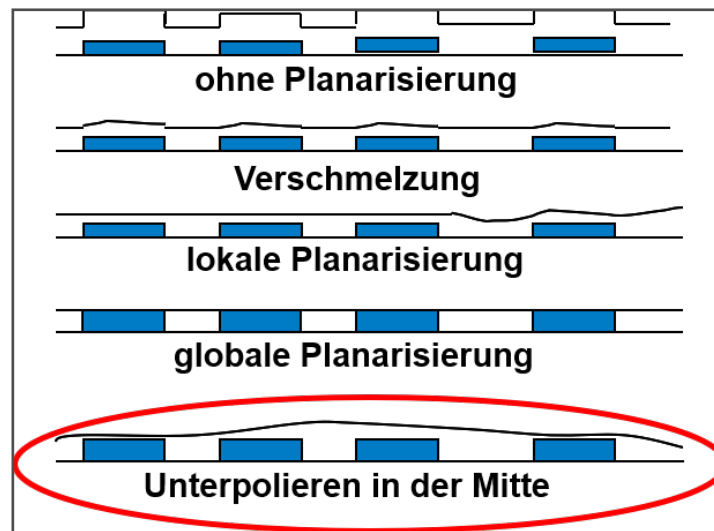 ohne Planarisierung
Verschmelzung
lokale Planarisierung
globale Planarisierung
Unterpolieren in der Mitte